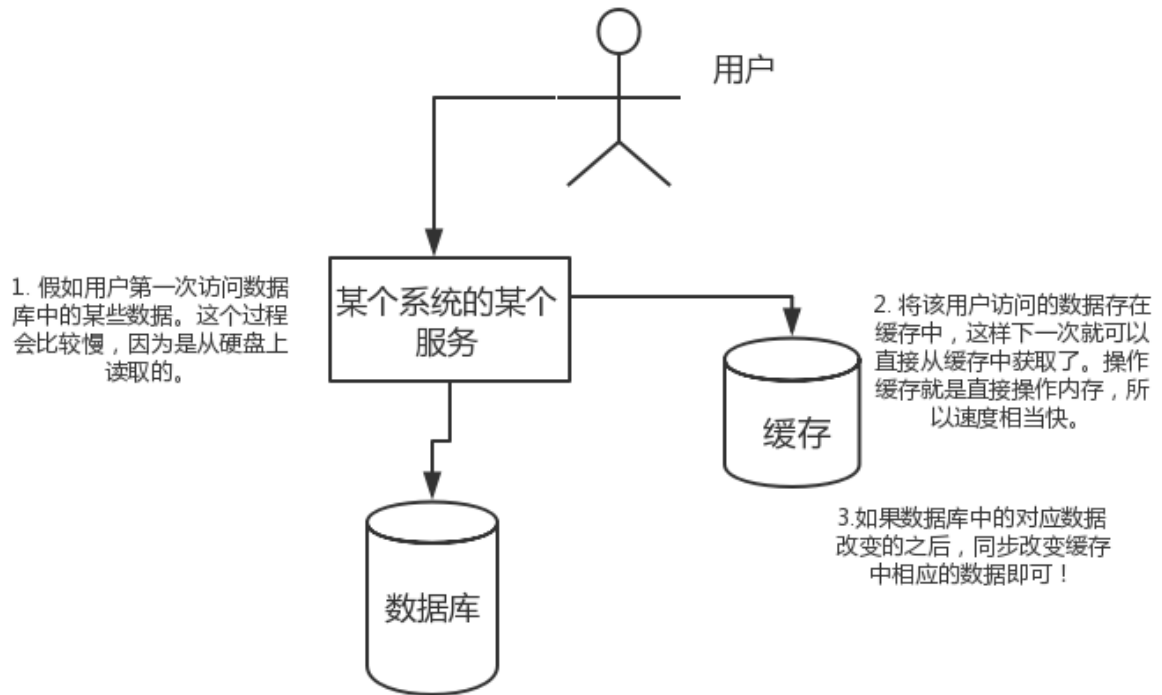 用户
1. 假如用户第一次访问数据
库中的某些数据。这个过程
会比较慢，因为是从硬盘上
读取的。
某个系统的某个
服务
2. 将该用户访问的数据存在
缓存中，这样下一次就可以
直接从缓存中获取了。操作
缓存就是直接操作内存，所
以速度相当快。
缓存
3.如果数据库中的对应数据
改变的之后，同步改变缓存
中相应的数据即可！
数据库